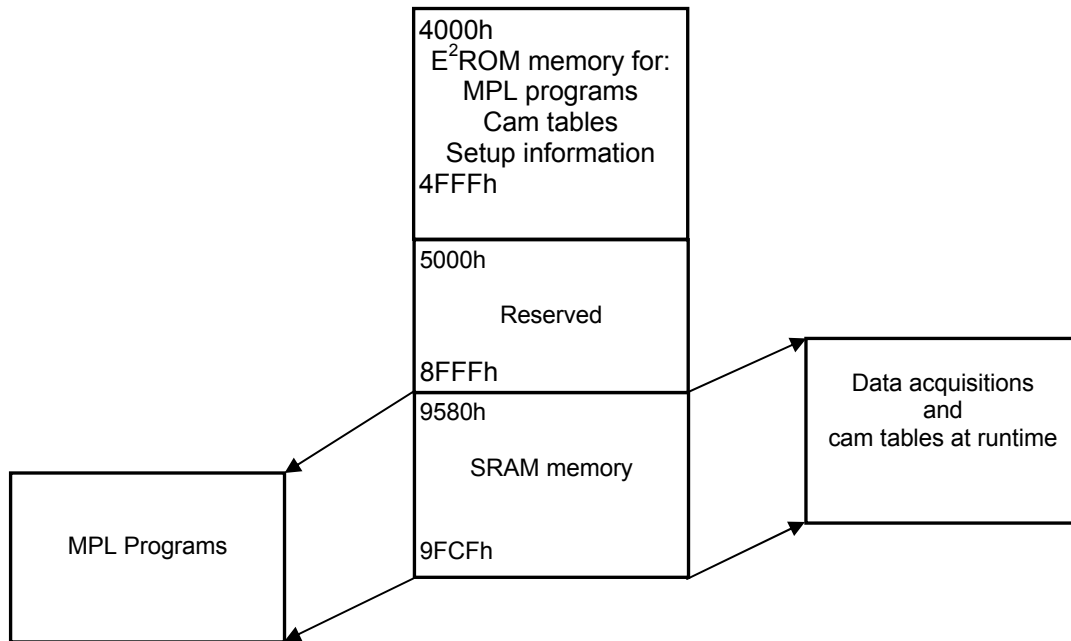 4000h
E²ROM memory for:
MPL programs
Cam tables
Setup information
4FFFh
5000h
Reserved
8FFFh
9580h
SRAM memory
9FCFh
Data acquisitions
and
cam tables at runtime
MPL Programs